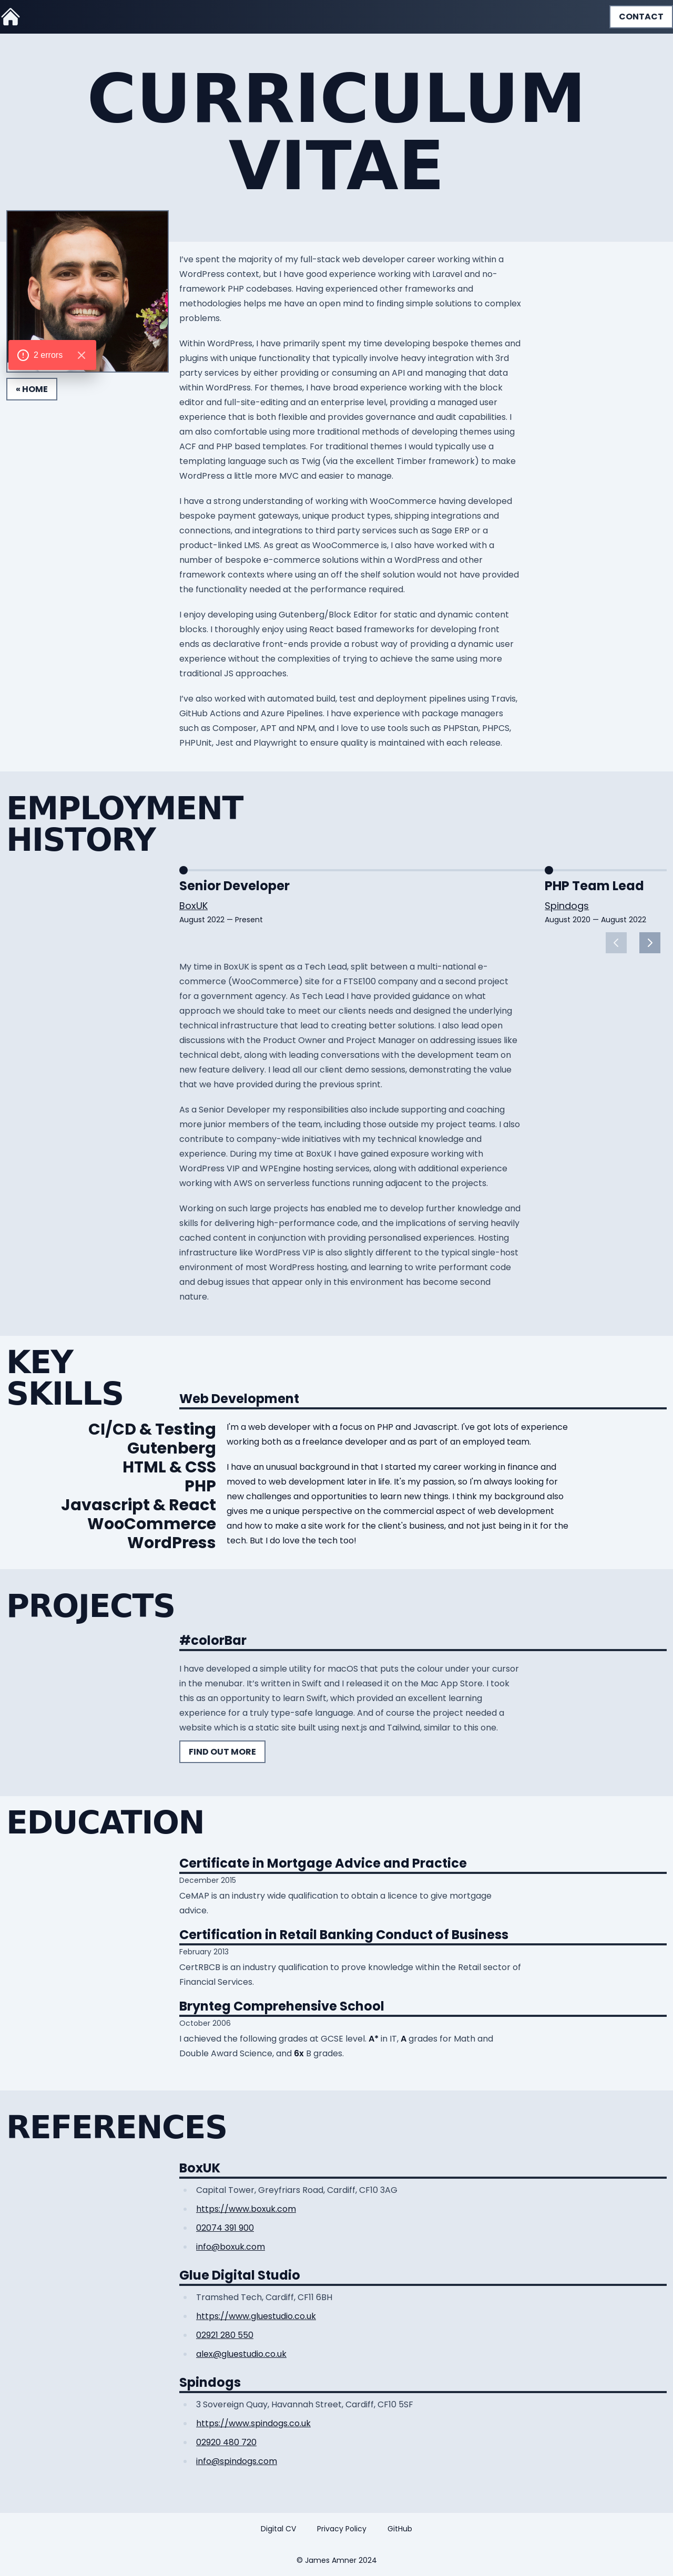 CONTACT
CURRICULUM
VITAE
I've spent the majority of my full-stack web developer career working within a
WordPress context, but I have good experience working with Laravel and no-
framework PHP codebases. Having experienced other frameworks and
methodologies helps me have an open mind to finding simple solutions to complex
problems.
2 errors
« HOME
Within WordPress, I have primarily spent my time developing bespoke themes and
plugins with unique functionality that typically involve heavy integration with 3rd
party services by either providing or consuming an API and managing that data
within WordPress. For themes, I have broad experience working with the block
editor and full-site-editing and an enterprise level, providing a managed user
experience that is both flexible and provides governance and audit capabilities. I
am also comfortable using more traditional methods of developing themes using
ACF and PHP based templates. For traditional themes I would typically use a
templating language such as Twig (via the excellent Timber framework) to make
WordPress a little more MVC and easier to manage.
I have a strong understanding of working with WooCommerce having developed
bespoke payment gateways, unique product types, shipping integrations and
connections, and integrations to third party services such as Sage ERP or a
product-linked LMS. As great as WooCommerce is, I also have worked with a
number of bespoke e-commerce solutions within a WordPress and other
framework contexts where using an off the shelf solution would not have provided
the functionality needed at the performance required.
I enjoy developing using Gutenberg/Block Editor for static and dynamic content
blocks. I thoroughly enjoy using React based frameworks for developing front
ends as declarative front-ends provide a robust way of providing a dynamic user
experience without the complexities of trying to achieve the same using more
traditional JS approaches.
I've also worked with automated build, test and deployment pipelines using Travis,
GitHub Actions and Azure Pipelines. I have experience with package managers
such as Composer, APT and NPM, and I love to use tools such as PHPStan, PHPCS,
PHPUnit, Jest and Playwright to ensure quality is maintained with each release.
EMPLOYMENT
HISTORY
Senior Developer
BoxUK
August 2022 — Present
PHP Team Lead
Spindogs
August 2020 — August 2022
My time in BoxUK is spent as a Tech Lead, split between a multi-national e-
commerce (WooCommerce) site for a FTSE100 company and a second project
for a government agency. As Tech Lead I have provided guidance on what
approach we should take to meet our clients needs and designed the underlying
technical infrastructure that lead to creating better solutions. I also lead open
discussions with the Product Owner and Project Manager on addressing issues like
technical debt, along with leading conversations with the development team on
new feature delivery. I lead all our client demo sessions, demonstrating the value
that we have provided during the previous sprint.
As a Senior Developer my responsibilities also include supporting and coaching
more junior members of the team, including those outside my project teams. I also
contribute to company-wide initiatives with my technical knowledge and
experience. During my time at BoxUK I have gained exposure working with
WordPress VIP and WPEngine hosting services, along with additional experience
working with AWS on serverless functions running adjacent to the projects.
Working on such large projects has enabled me to develop further knowledge and
skills for delivering high-performance code, and the implications of serving heavily
cached content in conjunction with providing personalised experiences. Hosting
infrastructure like WordPress VIP is also slightly different to the typical single-host
environment of most WordPress hosting, and learning to write performant code
and debug issues that appear only in this environment has become second
nature.
KEY
SKILLS
Web Development
CI/CD & Testing
Gutenberg
HTML & CSS
PHP
Javascript & React
WooCommerce
WordPress
I'm a web developer with a focus on PHP and Javascript. I've got lots of experience
working both as a freelance developer and as part of an employed team.
I have an unusual background in that I started my career working in finance and
moved to web development later in life. It's my passion, so I'm always looking for
new challenges and opportunities to learn new things. I think my background also
gives me a unique perspective on the commercial aspect of web development
and how to make a site work for the client's business, and not just being in it for the
tech. But I do love the tech too!
PROJECTS
#colorBar
I have developed a simple utility for macOS that puts the colour under your cursor
in the menubar. It's written in Swift and I released it on the Mac App Store. I took
this as an opportunity to learn Swift, which provided an excellent learning
experience for a truly type-safe language. And of course the project needed a
website which is a static site built using next.js and Tailwind, similar to this one.
FIND OUT MORE
EDUCATION
Certificate in Mortgage Advice and Practice
December 2015
CeMAP is an industry wide qualification to obtain a licence to give mortgage
advice.
Certification in Retail Banking Conduct of Business
February 2013
CertRBCB is an industry qualification to prove knowledge within the Retail sector of
Financial Services.
Brynteg Comprehensive School
October 2006
I achieved the following grades at GCSE level. A* in IT, A grades for Math and
Double Award Science, and 6x B grades.
REFERENCES
BoxUK
Capital Tower, Greyfriars Road, Cardiff, CF10 3AG
https://www.boxuk.com
02074 391 900
info@boxuk.com
Glue Digital Studio
Tramshed Tech, Cardiff, CF11 6BH
https://www.gluestudio.co.uk
02921 280 550
alex@gluestudio.co.uk
Spindogs
3 Sovereign Quay, Havannah Street, Cardiff, CF10 5SF
https://www.spindogs.co.uk
02920 480 720
info@spindogs.com
Digital CV
Privacy Policy
GitHub
© James Amner 2024